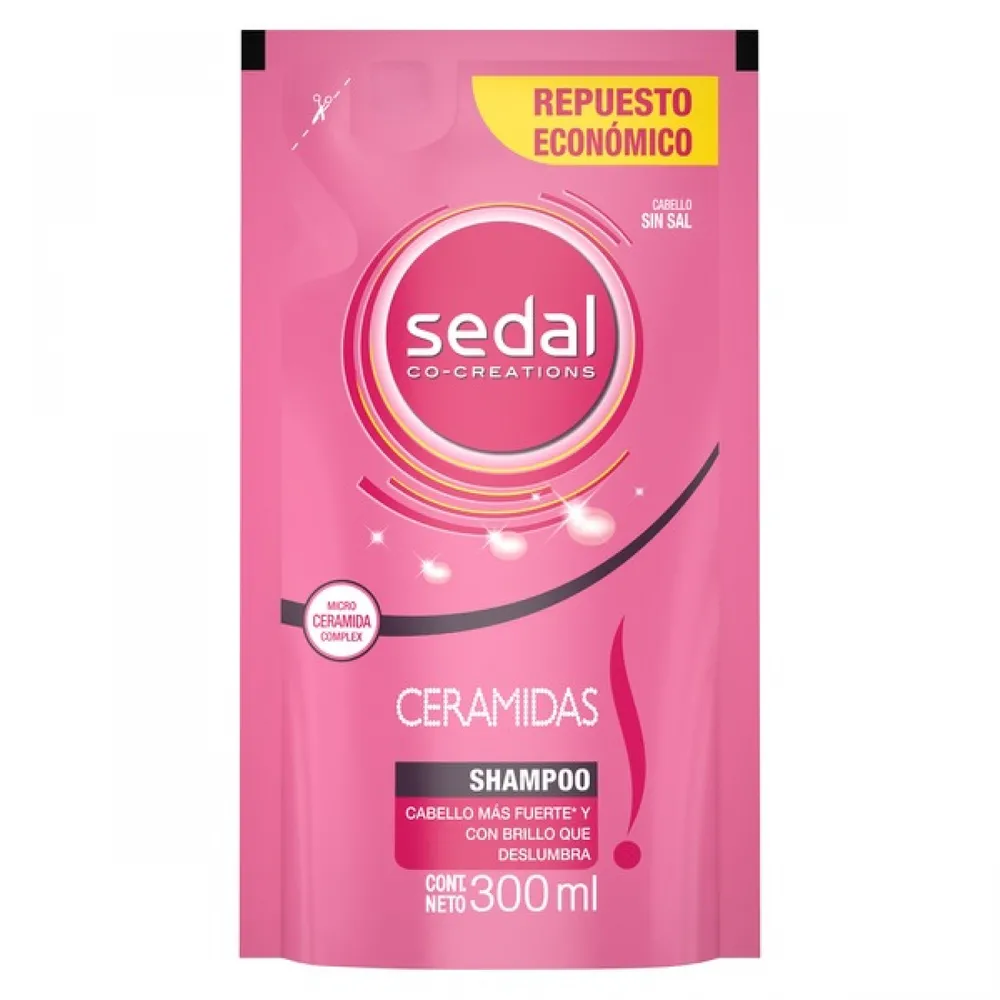 REPUESTO
ECONÓMICO
CABELLO
SIN SAL
sedal
CO-CREATIONS
MICRO
CERAMIDA
COMPLEX
CERAMIDAS
SHAMPOO
CABELLO MÁS FUERTE* Y
CON BRILLO QUE
DESLUMBRA
CONT.
NETO 300 ml